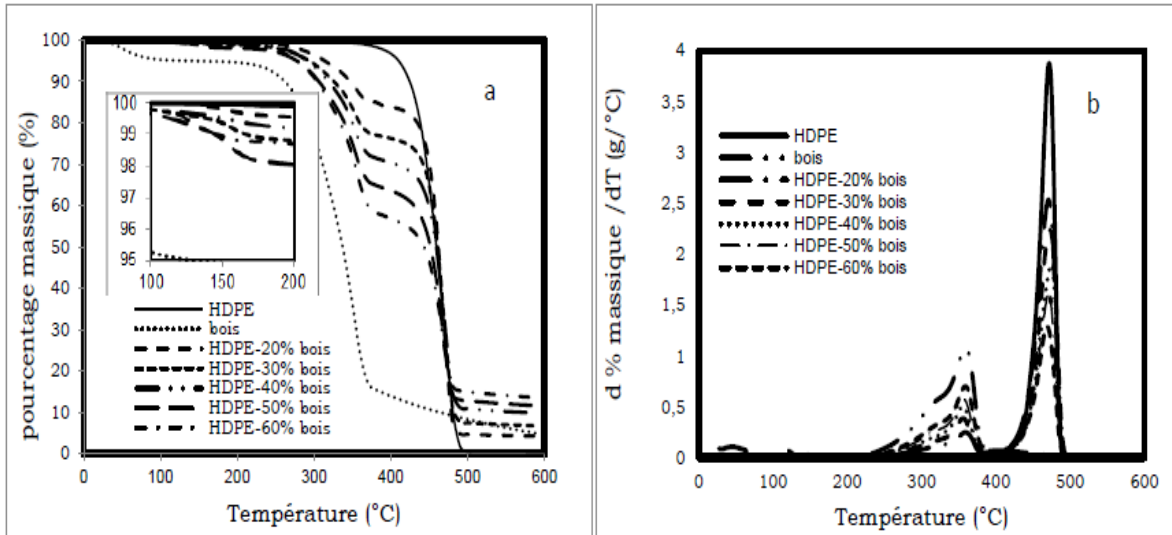 pourcentage massique (%)
100
90
80
70
60
50
40
30
20
10
0
a
100
99
98
97
96
95
100
150
200
HDPE
bois
HDPE-20% bois
HDPE-30% bois
HDPE-40% bois
HDPE-50% bois
HDPE-60% bois
0
100
200
300
400
500
600
Température (°C)
d % massique /dT (g/°C)
4
3,5
3
2,5
2
1,5
1
0,5
0
b
HDPE
bois
HDPE-20% bois
HDPE-30% bois
HDPE-40% bois
HDPE-50% bois
HDPE-60% bois
0
100
200
300
400
500
600
Température (°C)